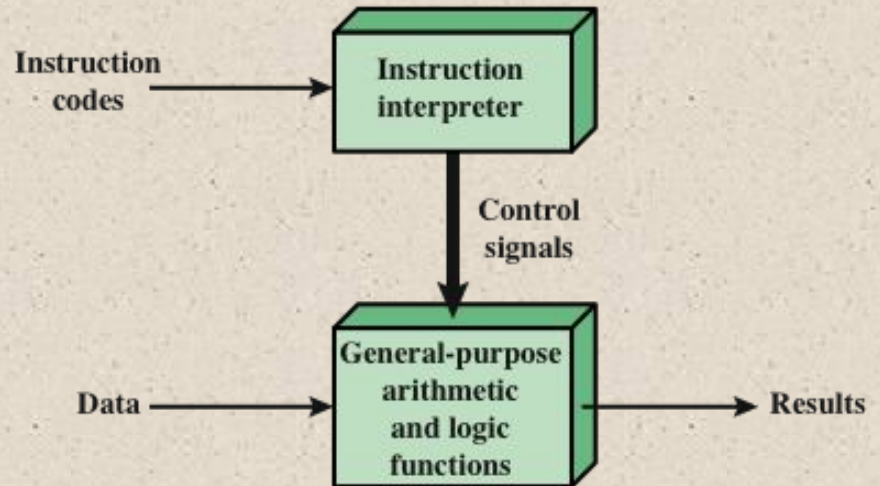 Instruction
codes
Instruction
interpreter
Control
signals
Data
General-purpose
arithmetic
and logic
functions
Results